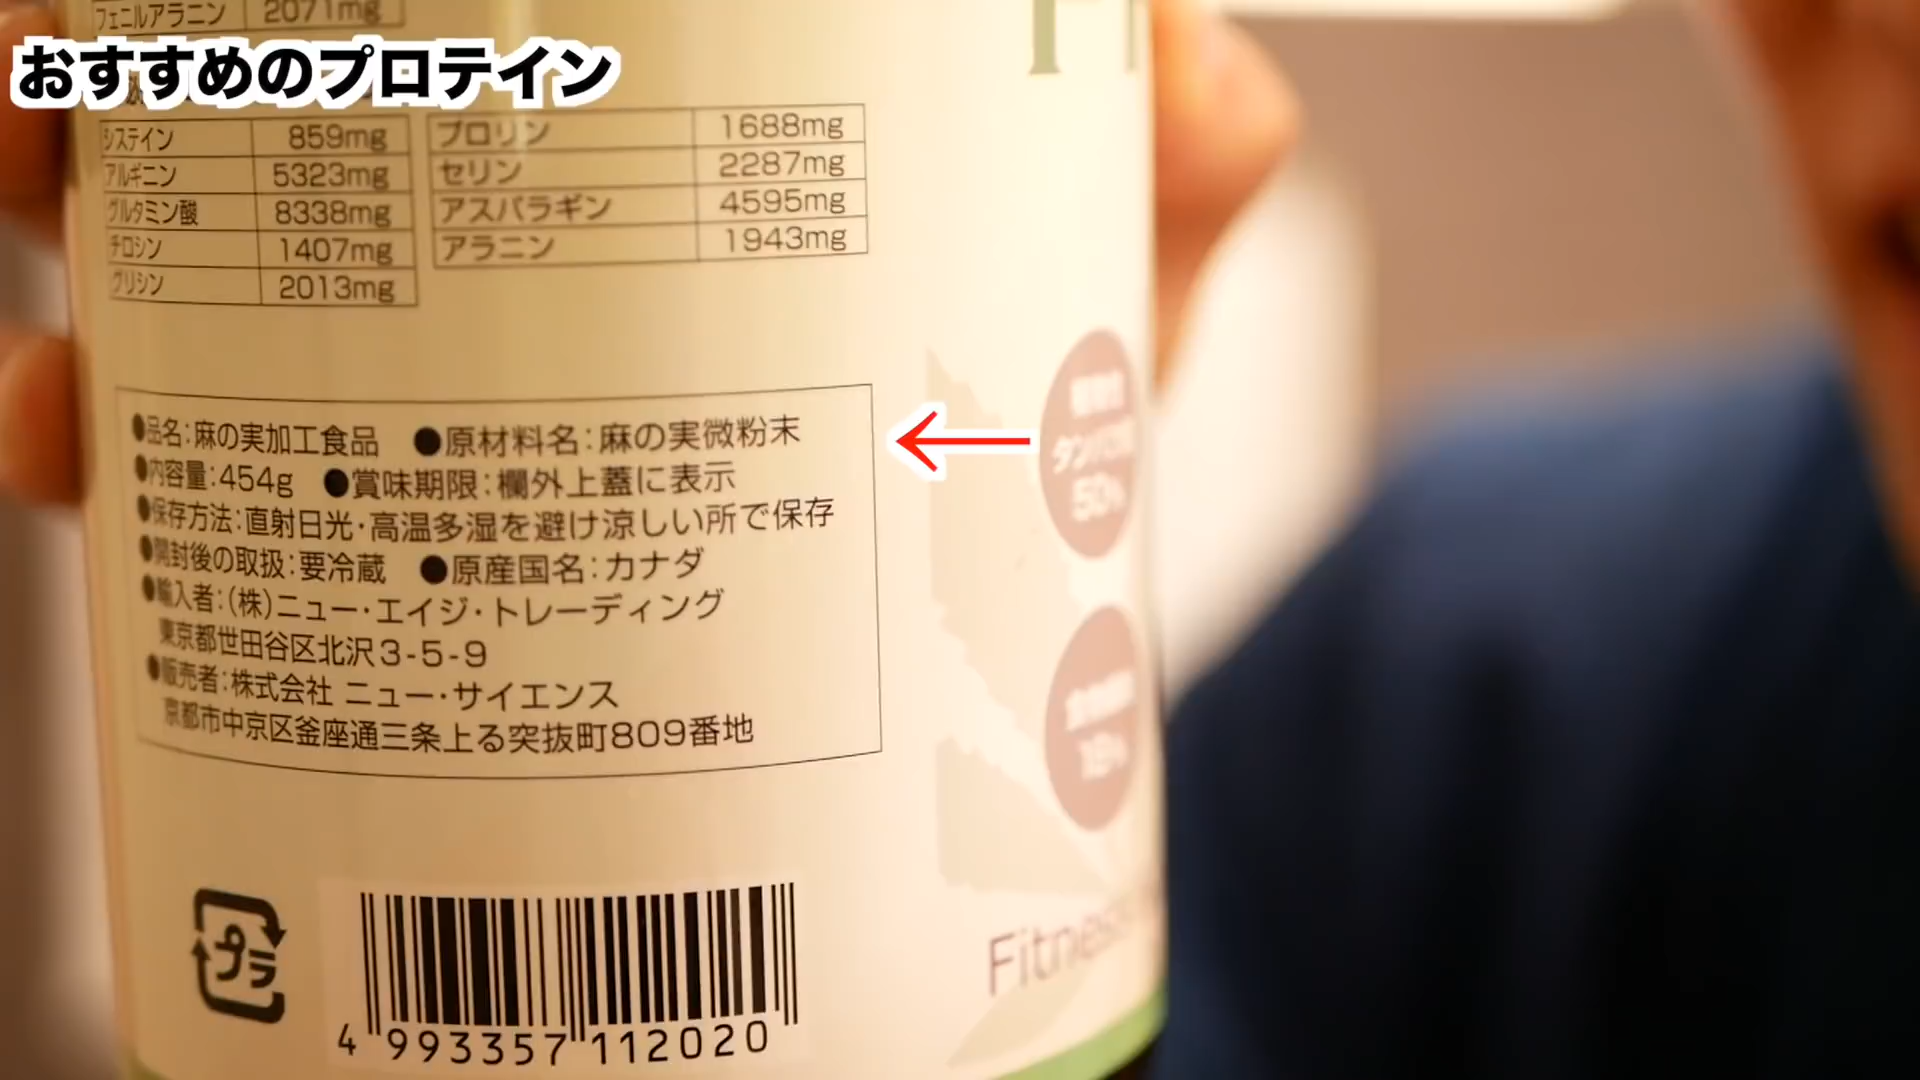 フェニルアラニン 2071mg
おすすめのプロテイン
システイン 859mg
アルギニン 5323mg
グルタミン酸 8338mg
チロシン 1407mg
グリシン 2013mg
プロリン 1688mg
セリン 2287mg
アスパラギン 4595mg
アラニン 1943mg
●品名:麻の実加工食品 ●原材料名:麻の実微粉末
●内容量:454g ●賞味期限:欄外上蓋に表示
●保存方法:直射日光・高温多湿を避け涼しい所で保存
●開封後の取扱:要冷蔵 ●原産国名:カナダ
●輸入者:(株)ニュー・エイジ・トレーディング
東京都世田谷区北沢3-5-9
●販売者:株式会社 ニュー・サイエンス
京都市中京区釜座通三条上る突抜町809番地
プラ
4 993357 112020
タンパク質
50%
18%
Fitness